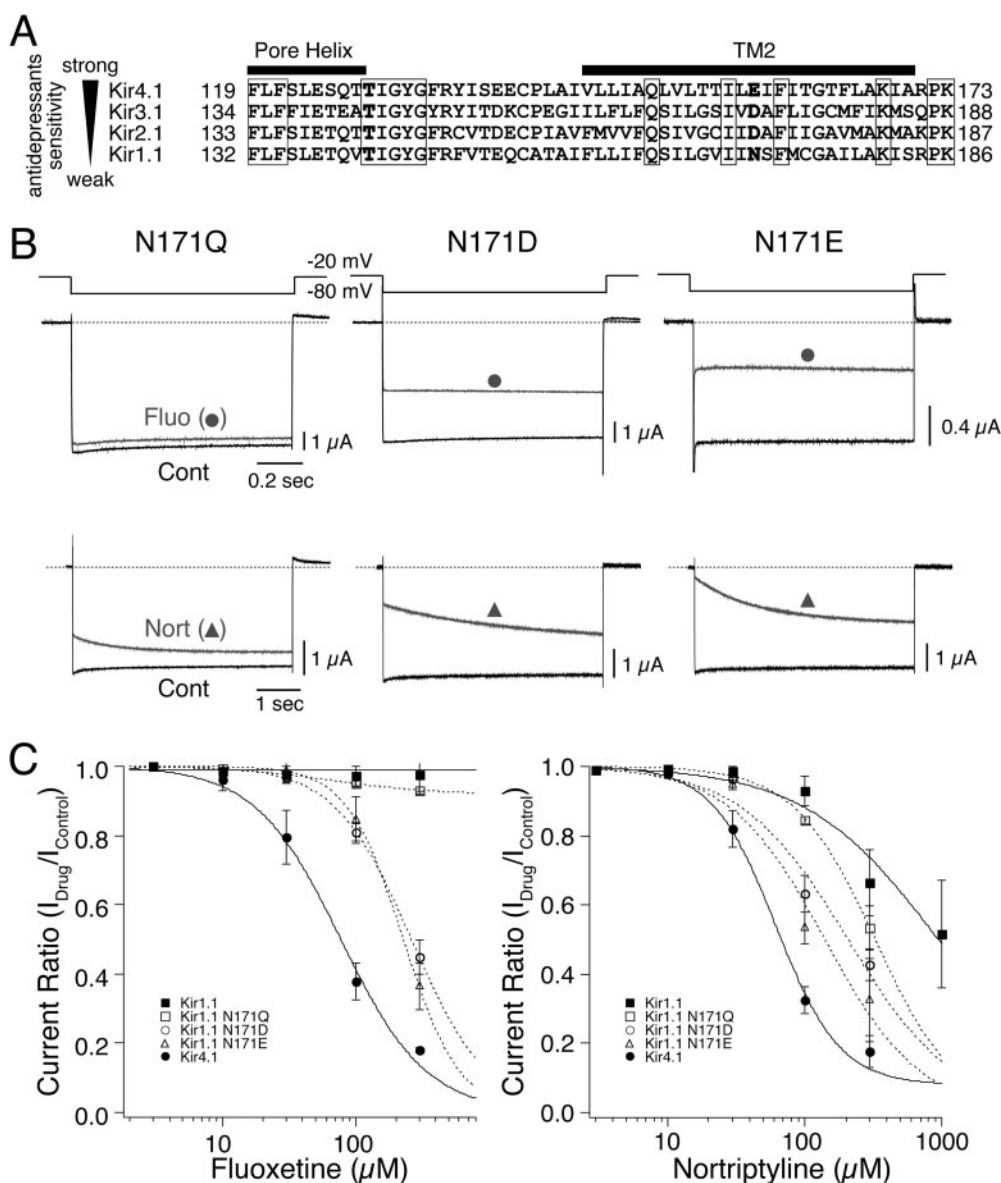 A
Pore Helix
TM2
antidepressants
sensitivity
strong
weak
Kir4.1 119 FLFSLESQTTIGYGFRYISEECPLAIVLLIAQLVLTTILEIFITGTFLAKIARPK 173
Kir3.1 134 FLFFIETEATIGYGYRYITDKCPEGIILFLFQSILGSIVDAFLIGCMFIKMSQPK 188
Kir2.1 133 FLFSIETQTTIGYGFRCVTDECPIAVFMVVFQSIVGCIIDAFIIGAVMAKMAKPK 187
Kir1.1 132 FLFSLETQVTIGYGFRFVTEQCATAIFLLIFQSILGVIINSFMCGAILAKISRPK 186
B
N171Q N171D N171E
-20 mV
-80 mV
Fluo (●)
Cont
1 µA
0.2 sec
1 µA
0.4 µA
Nort (▲)
Cont
1 µA
1 sec
1 µA
1 µA
C
Current Ratio (I Drug/I Control)
1.0
0.8
0.6
0.4
0.2
0.0
Kir1.1
Kir1.1 N171Q
Kir1.1 N171D
Kir1.1 N171E
Kir4.1
10 100
Fluoxetine (µM)
Current Ratio (I Drug/I Control)
1.0
0.8
0.6
0.4
0.2
0.0
Kir1.1
Kir1.1 N171Q
Kir1.1 N171D
Kir1.1 N171E
Kir4.1
10 100 1000
Nortriptyline (µM)